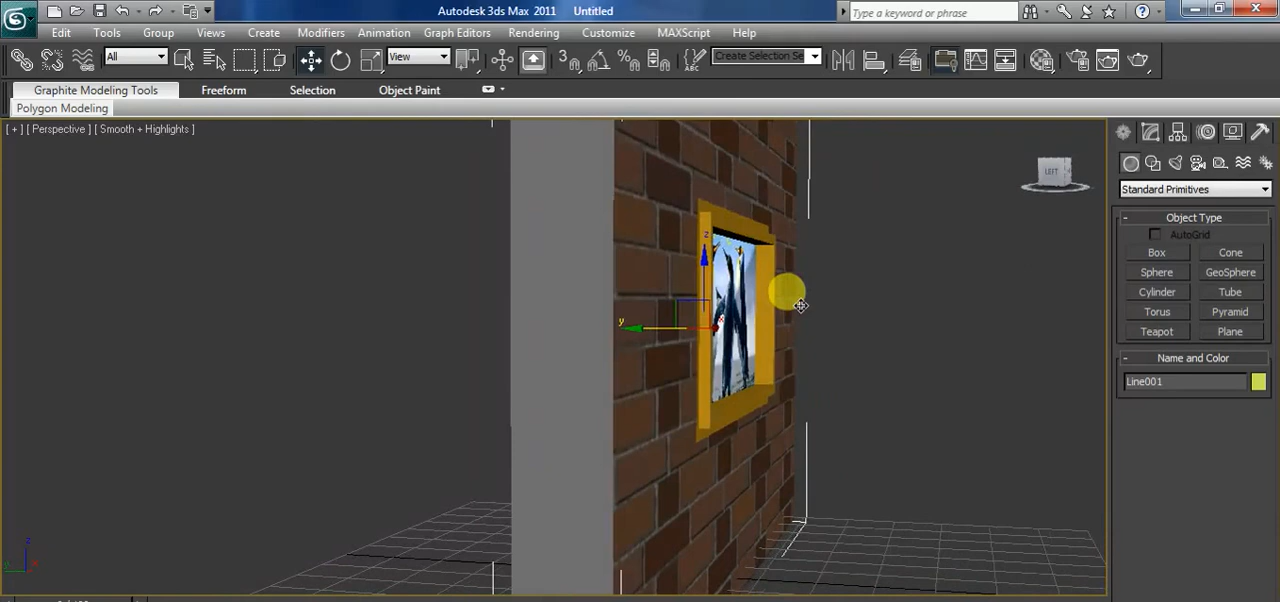 Autodesk 3ds Max 2011 Untitled
Type a keyword or phrase
Edit Tools Group Views Create Modifiers Animation Graph Editors Rendering Customize MAXScript Help
All View Create Selection Se
Graphite Modeling Tools Freeform Selection Object Paint
Polygon Modeling
[ + ] [ Perspective ] [ Smooth + Highlights ]
LEFT
Standard Primitives
Object Type
AutoGrid
Box Cone
Sphere GeoSphere
Cylinder Tube
Torus Pyramid
Teapot Plane
Name and Color
Line001
z
y
x
z